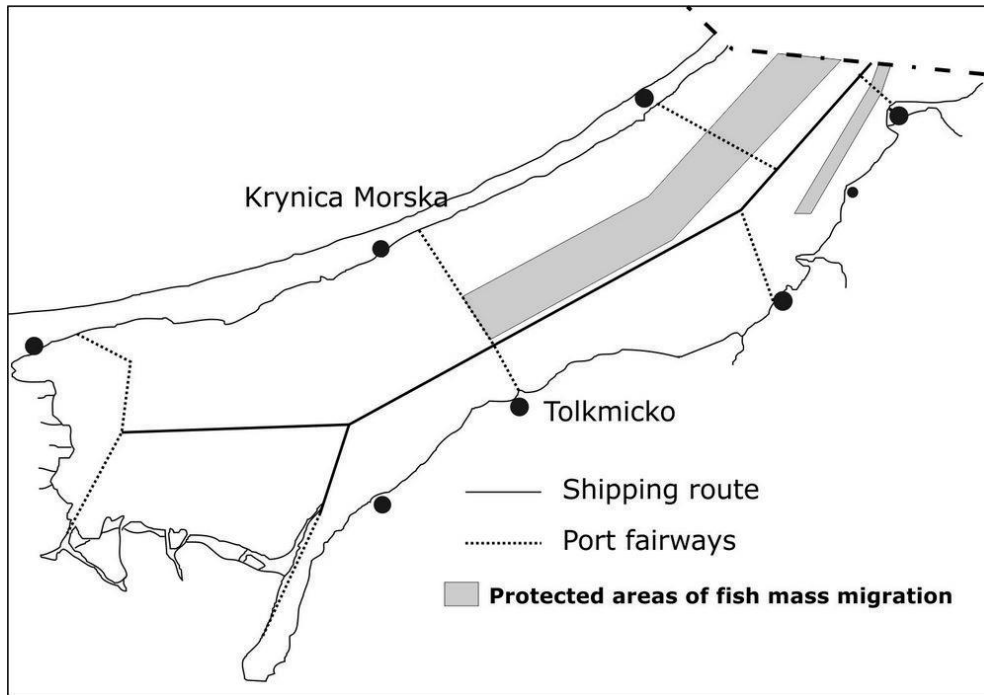 Krynica Morska
Tolkmicko
Shipping route
Port fairways
Protected areas of fish mass migration